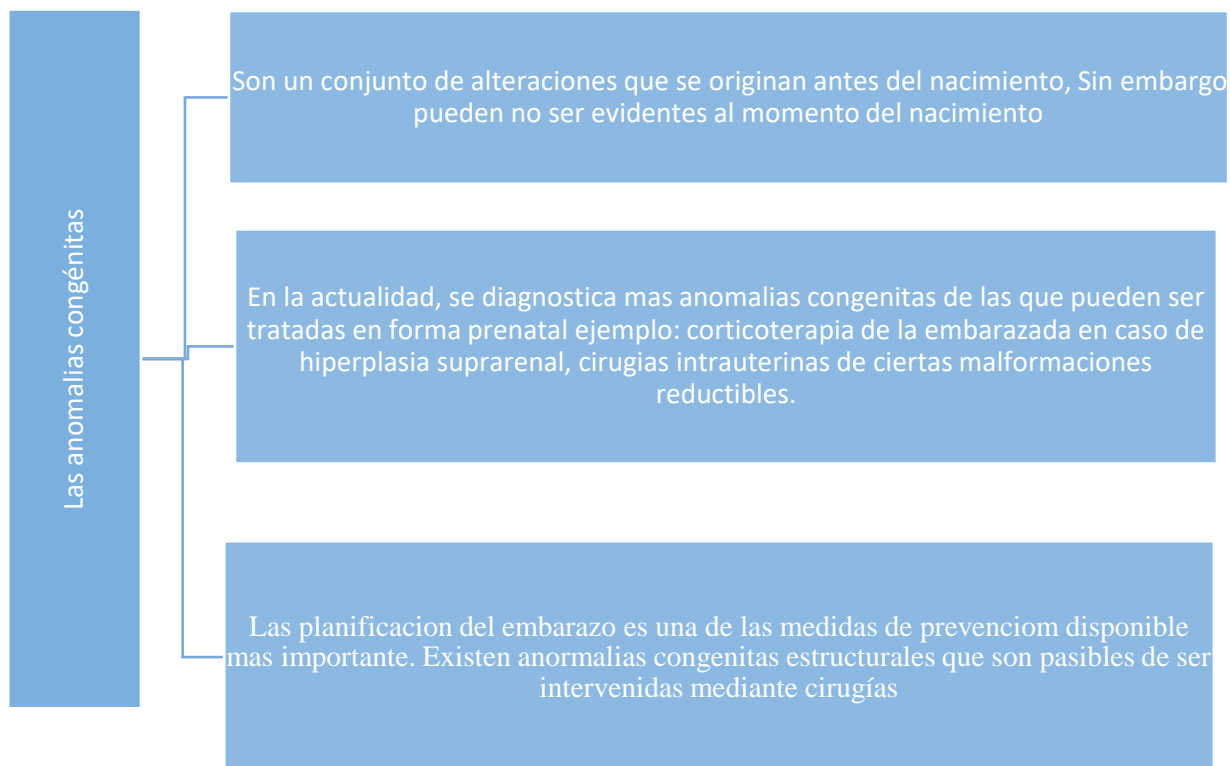 Las anomalias congénitas
Son un conjunto de alteraciones que se originan antes del nacimiento, Sin embargo
pueden no ser evidentes al momento del nacimiento
En la actualidad, se diagnostica mas anomalias congenitas de las que pueden ser
tratadas en forma prenatal ejemplo: corticoterapia de la embarazada en caso de
hiperplasia suprarenal, cirugias intrauterinas de ciertas malformaciones
reductibles.
Las planificacion del embarazo es una de las medidas de prevenciom disponible
mas importante. Existen anormalias congenitas estructurales que son pasibles de ser
intervenidas mediante cirugías